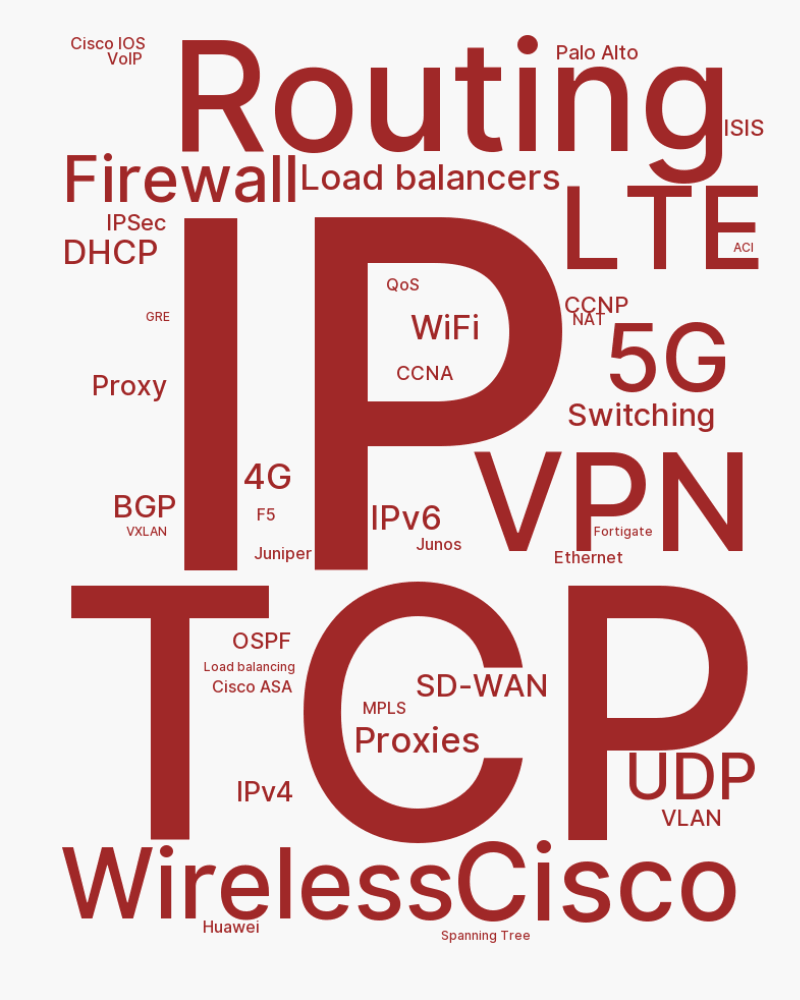 Cisco IOS
VoIP
Routing
Palo Alto
ISIS
Firewall
Load balancers
LTE
ACI
IPSec
DHCP
IP
QoS
GRE
WiFi
CCNP
NAT
5G
CCNA
Proxy
Switching
VPN
4G
BGP
F5
IPv6
VXLAN
Fortigate
Juniper
Junos
Ethernet
TCP
OSPF
Load balancing
Cisco ASA
SD-WAN
MPLS
Proxies
UDP
IPv4
VLAN
Wireless
Cisco
Huawei
Spanning Tree